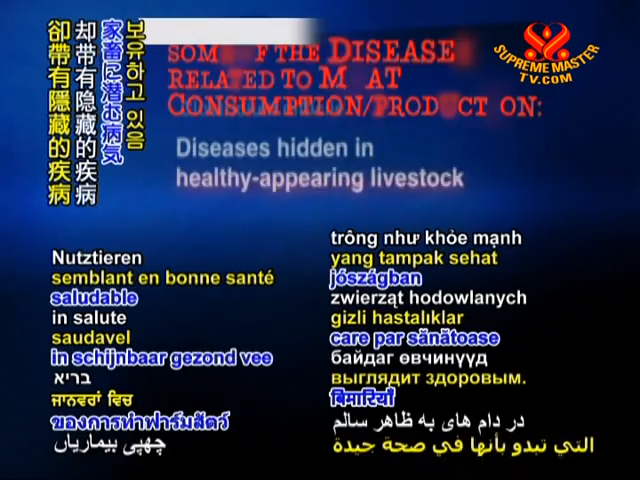 SUPREME MASTER
TV.COM
THE DISEASE
RELATED TO
CONSUMPTION/
Diseases hidden in
healthy-appearing livestock
보유하고 있음
家畜に潜む病気
却带有隐藏的疾病
卻帶有隱藏的疾病
Nutztieren
semblant en bonne santé
saludable
in salute
saudavel
in schijnbaar gezond vee
בריא
ਜਾਨਵਰਾਂ ਵਿਚ
ของการทำฟาร์มสัตว์
چھپی بیماریاں
trông như khỏe mạnh
yang tampak sehat
jószágban
zwierząt hodowlanych
gizli hastalıklar
care par sănătoase
байдаг өвчинүүд
выглядит здоровым.
बिमारियाँ
در دام های به ظاهر سالم
التي تبدو بأنها في صحة جيدة